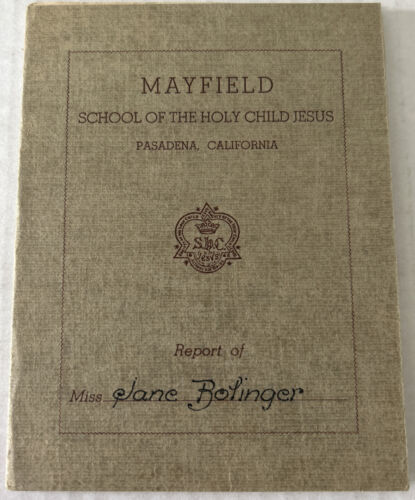 MAYFIELD
SCHOOL OF THE HOLY CHILD JESUS
PASADENA, CALIFORNIA
Report of
Miss Jane Bolinger